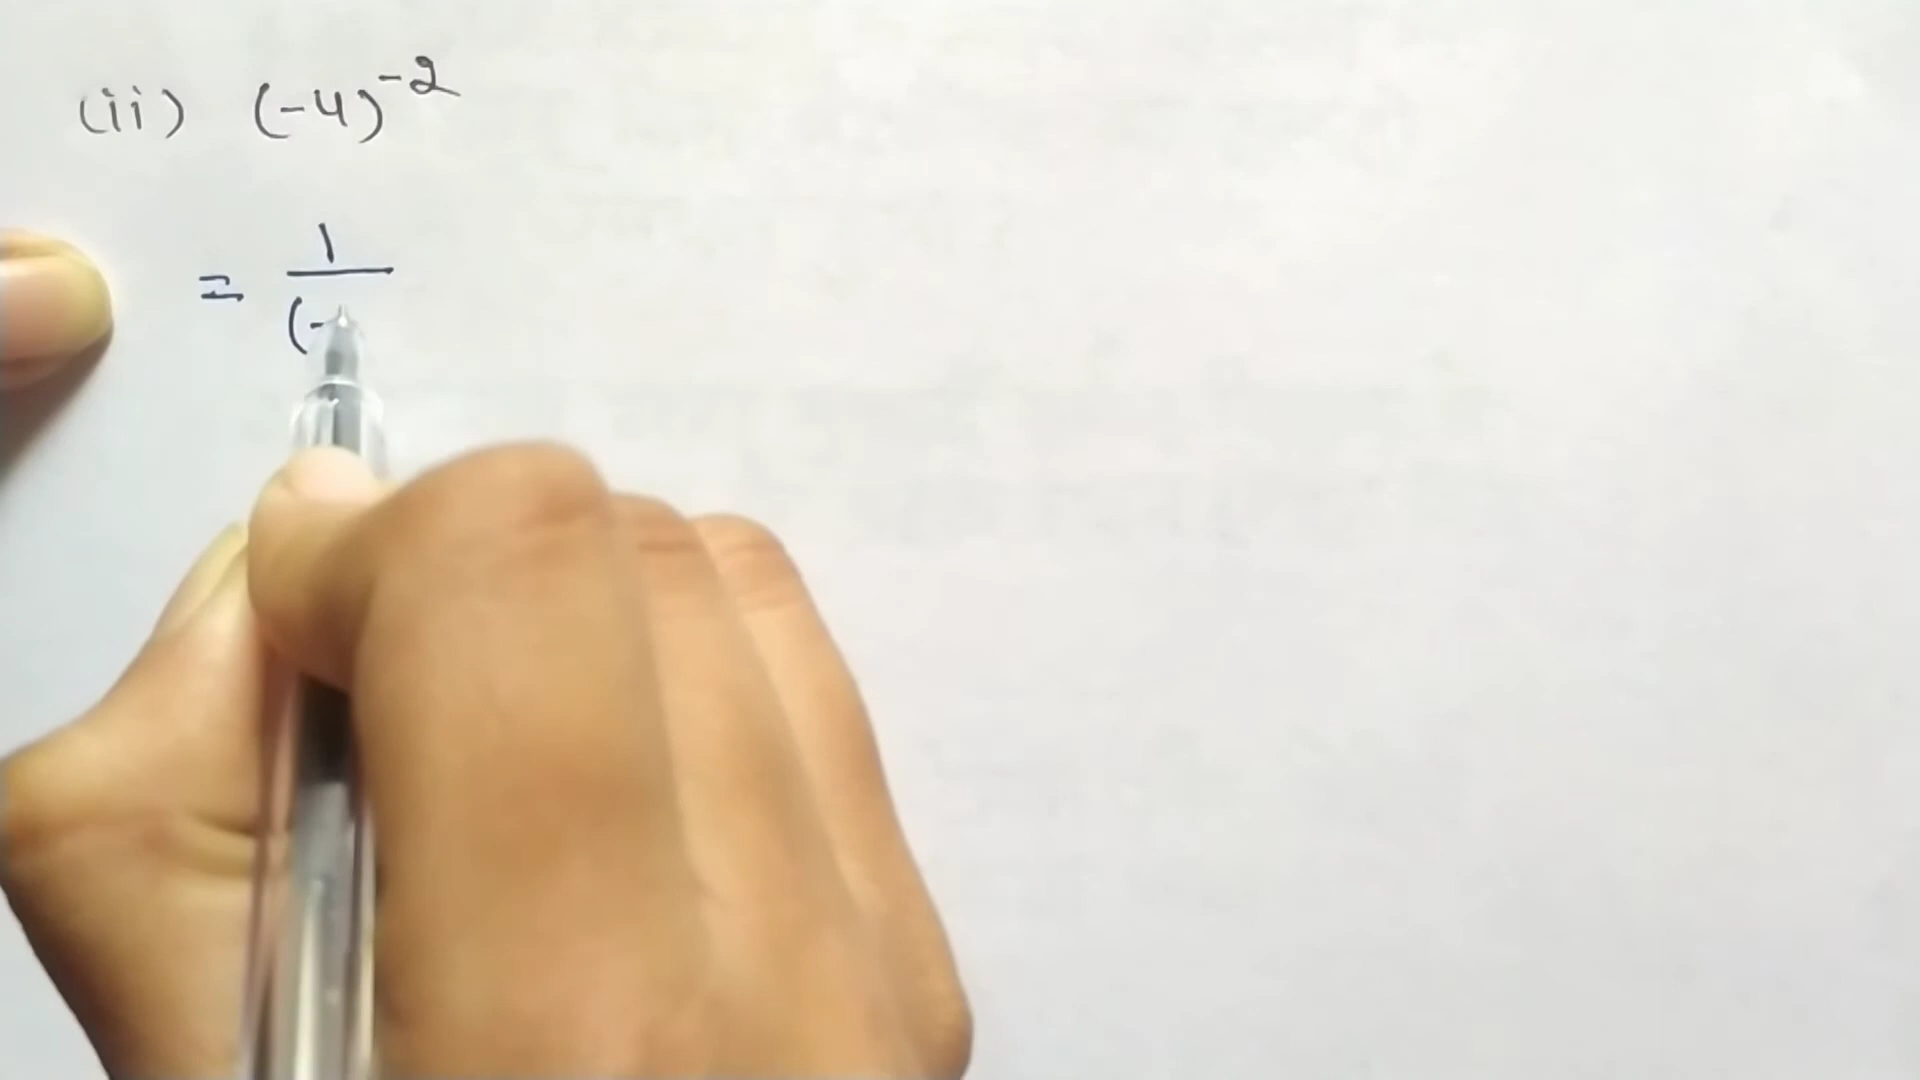 (ii) (-4)⁻²
= 1/(-